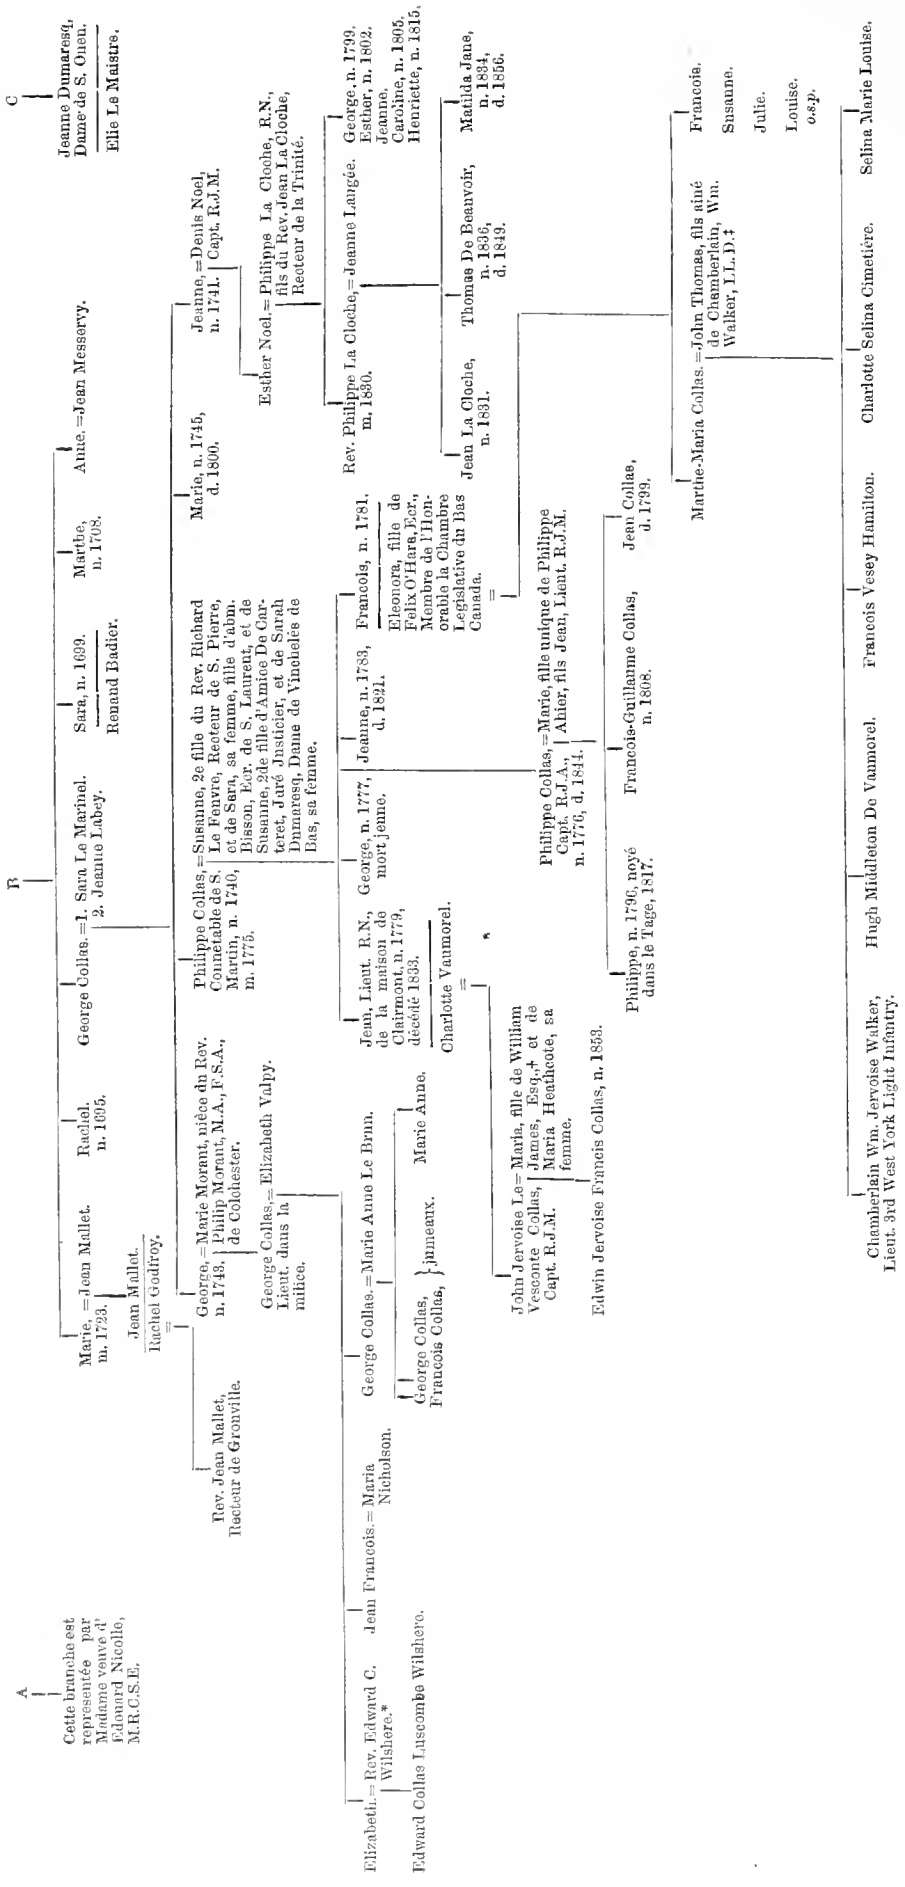 A
Cette branche est
représentée par
Madame veuve d'
Edouard Nicolle,
M.R.C.S.E.
B
Marie, = Jean Mallet.
m. 1723.
Rachel.
n. 1695.
George Collas. = 1. Sara Le Marinel.
2. Jeanne Labey.
Sara, n. 1699.
Renaud Badier.
Marthe,
n. 1708.
Anne. = Jean Messervy.
C
Jeanne Dumaresq,
Dame de S. Ouen.
Elie Le Maistre.
Jean Mallet.
Rachel Godfroy.
=
Rev. Jean Mallet,
Recteur de Grouville.
George, = Marie Morant, nièce du Rev.
n. 1743. Philip Morant, M.A., F.S.A.,
de Colchester.
Philippe Collas, = Susanne, 2e fille du Rev. Richard
Connétable de S. Le Feuvre, Recteur de S. Pierre,
Martin, n. 1740, et de Sara, sa femme, fille d'abm.
m. 1775. Bisson, Ecr. de S. Laurent, et de
Susanne, 2de fille d'Amice De Car-
teret, Juré Justicier, et de Sarah
Dumaresq, Dame de Vinchelés de
Bas, sa femme.
Marie, n. 1745,
d. 1800.
Jeanne, = Denis Noel,
n. 1741. Capt. R.J.M.
George Collas, = Elizabeth Valpy.
Lieut. dans la
milice.
Esther Noel. = Philippe La Cloche, R.N.,
fils du Rev. Jean La Cloche,
Recteur de la Trinité.
Elizabeth. = Rev. Edward C.
Wilshere.*
Jean Francois. = Maria
Nicholson.
George Collas. = Marie Anne Le Brun.
Jean, Lieut. R.N.,
de la maison de
Clairmont, n. 1779,
décédé 1833.
Charlotte Vaumorel.
=
George, n. 1777,
mort jeune.
Jeanne, n. 1783,
d. 1821.
Francois, n. 1781.
Eleonora, fille de
Felix O'Hara, Ecr.,
Membre de l'Hon-
orable la Chambre
Legislative du Bas
Canada.
=
Rev. Philippe La Cloche, = Jeanne Langée.
m. 1830.
George, n. 1799.
Esther, n. 1802.
Jeanne.
Caroline, n. 1805.
Henriette, n. 1815.
Edward Collas Luscombe Wilshere.
George Collas,
Francois Collas, } jumeaux.
Marie Anne.
Jean La Cloche,
n. 1831.
Thomas De Beauvoir,
n. 1836,
d. 1849.
Matilda Jane,
n. 1834,
d. 1856.
John Jervoise Le = Maria, fille de William
Vesconte Collas, James, Esq.,+ et de
Capt. R.J.M. Maria Heathcote, sa
femme.
Philippe Collas, = Marie, fille unique de Philippe
Capt. R.J.A., Ahier, fils Jean, Lieut. R.J.M.
n. 1776, d. 1844.
Edwin Jervoise Francis Collas, n. 1853.
Philippe, n. 1796, noyé
dans le Tage, 1817.
Francois-Guillaume Collas,
n. 1808.
Jean Collas,
d. 1799.
Marthe-Maria Collas. = John Thomas, fils ainé
de Chamberlain, Wm.
Walker, LL.D.‡
Francois.
Susanne.
Julie.
Louise.
o.s.p.
Chamberlain Wm. Jervoise Walker,
Lieut. 3rd West York Light Infantry.
Hugh Middleton De Vaumorel.
Francois Vesey Hamilton.
Charlotte Selina Cimetière.
Selina Marie Louise.